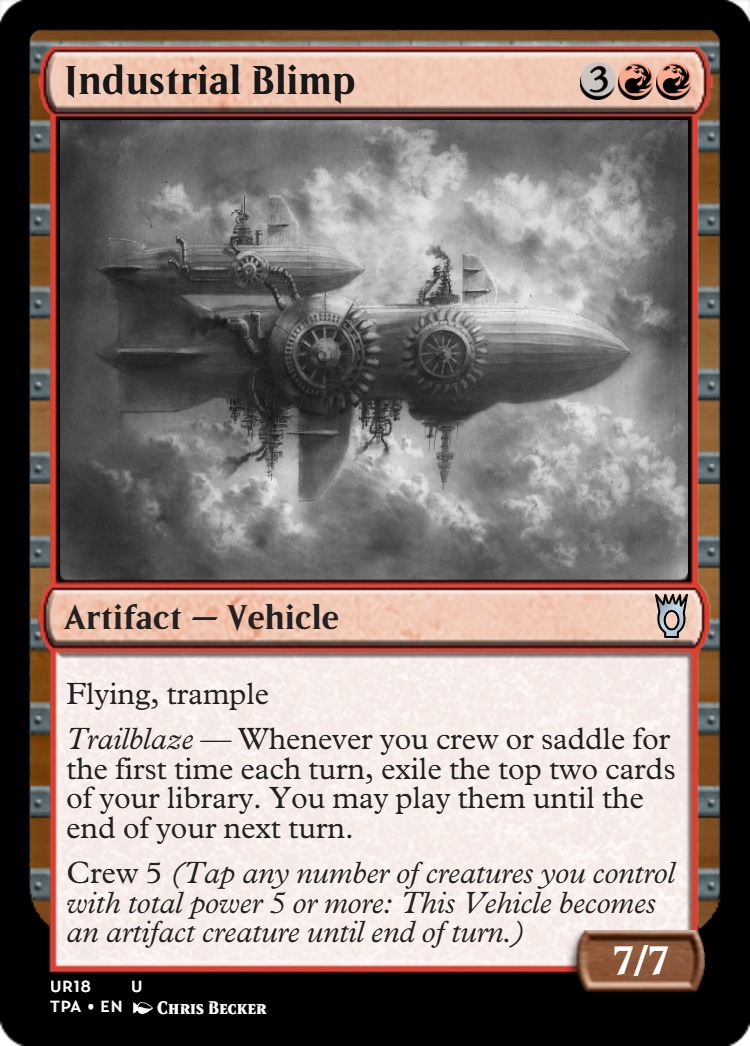 Industrial Blimp 3
Artifact — Vehicle
Flying, trample
Trailblaze — Whenever you crew or saddle for
the first time each turn, exile the top two cards
of your library. You may play them until the
end of your next turn.
Crew 5 (Tap any number of creatures you control
with total power 5 or more: This Vehicle becomes
an artifact creature until end of turn.)
7/7
UR18 U
TPA • EN Chris Becker